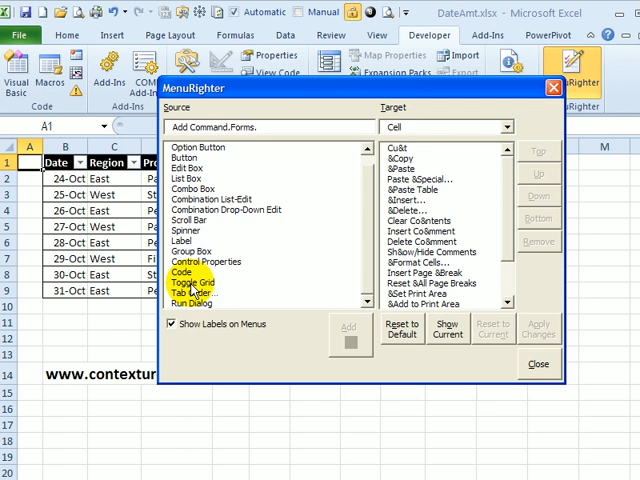 Automatic Manual DateAmt.xlsx - Microsoft Excel
File Home Insert Page Layout Formulas Data Review View Developer Add-Ins PowerPivot
Visual Basic
Macros
Code
Add-Ins
COM Add-Ins
Properties
View Code
Map Properties
Expansion Packs
Import
MenuRighter
Source Target
Add Command.Forms. Cell
Option Button
Button
Edit Box
List Box
Combo Box
Combination List-Edit
Combination Drop-Down Edit
Scroll Bar
Spinner
Label
Group Box
Control Properties
Code
Toggle Grid
Tab Order...
Run Dialog
Cu&t
&Copy
&Paste
Paste &Special...
&Paste Table
&Insert...
&Delete...
Clear Co&ntents
Insert Co&mment
Delete Co&mment
Sh&ow/Hide Comments
&Format Cells...
Insert Page &Break
Reset &All Page Breaks
&Set Print Area
&Add to Print Area
Top
Up
Down
Bottom
Remove
Show Labels on Menus
Add
Reset to Default
Show Current
Reset to Current
Apply Changes
Close
A1
A B C M
1 Date Region
2 24-Oct East
3 25-Oct West
4 26-Oct East
5 27-Oct West
6 28-Oct East
7 29-Oct West
8 30-Oct East
9 31-Oct East
10
11
12
13
14 www.contextur
15
16
17
18
19
20